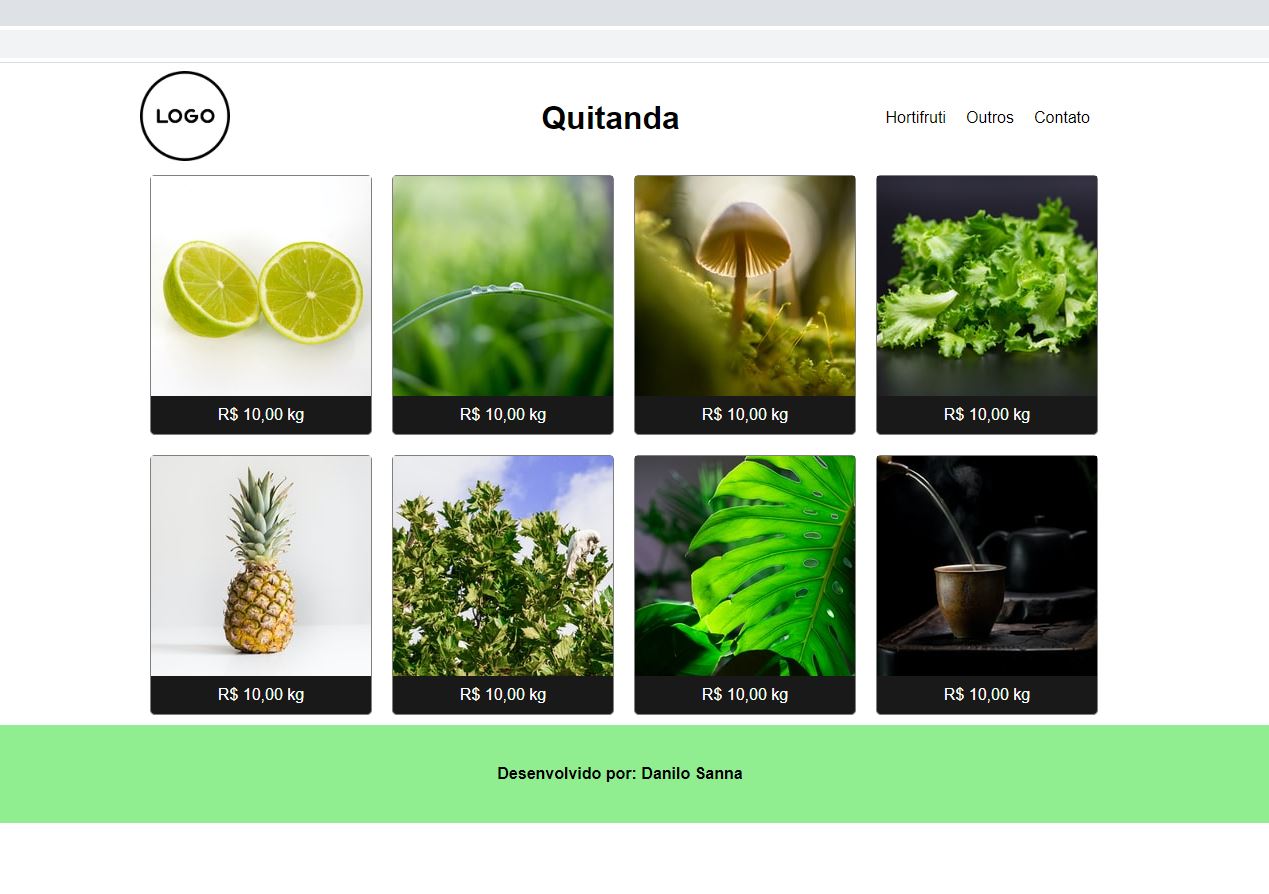 LOGO
Quitanda
Hortifruti Outros Contato
R$ 10,00 kg
R$ 10,00 kg
R$ 10,00 kg
R$ 10,00 kg
R$ 10,00 kg
R$ 10,00 kg
R$ 10,00 kg
R$ 10,00 kg
Desenvolvido por: Danilo Sanna